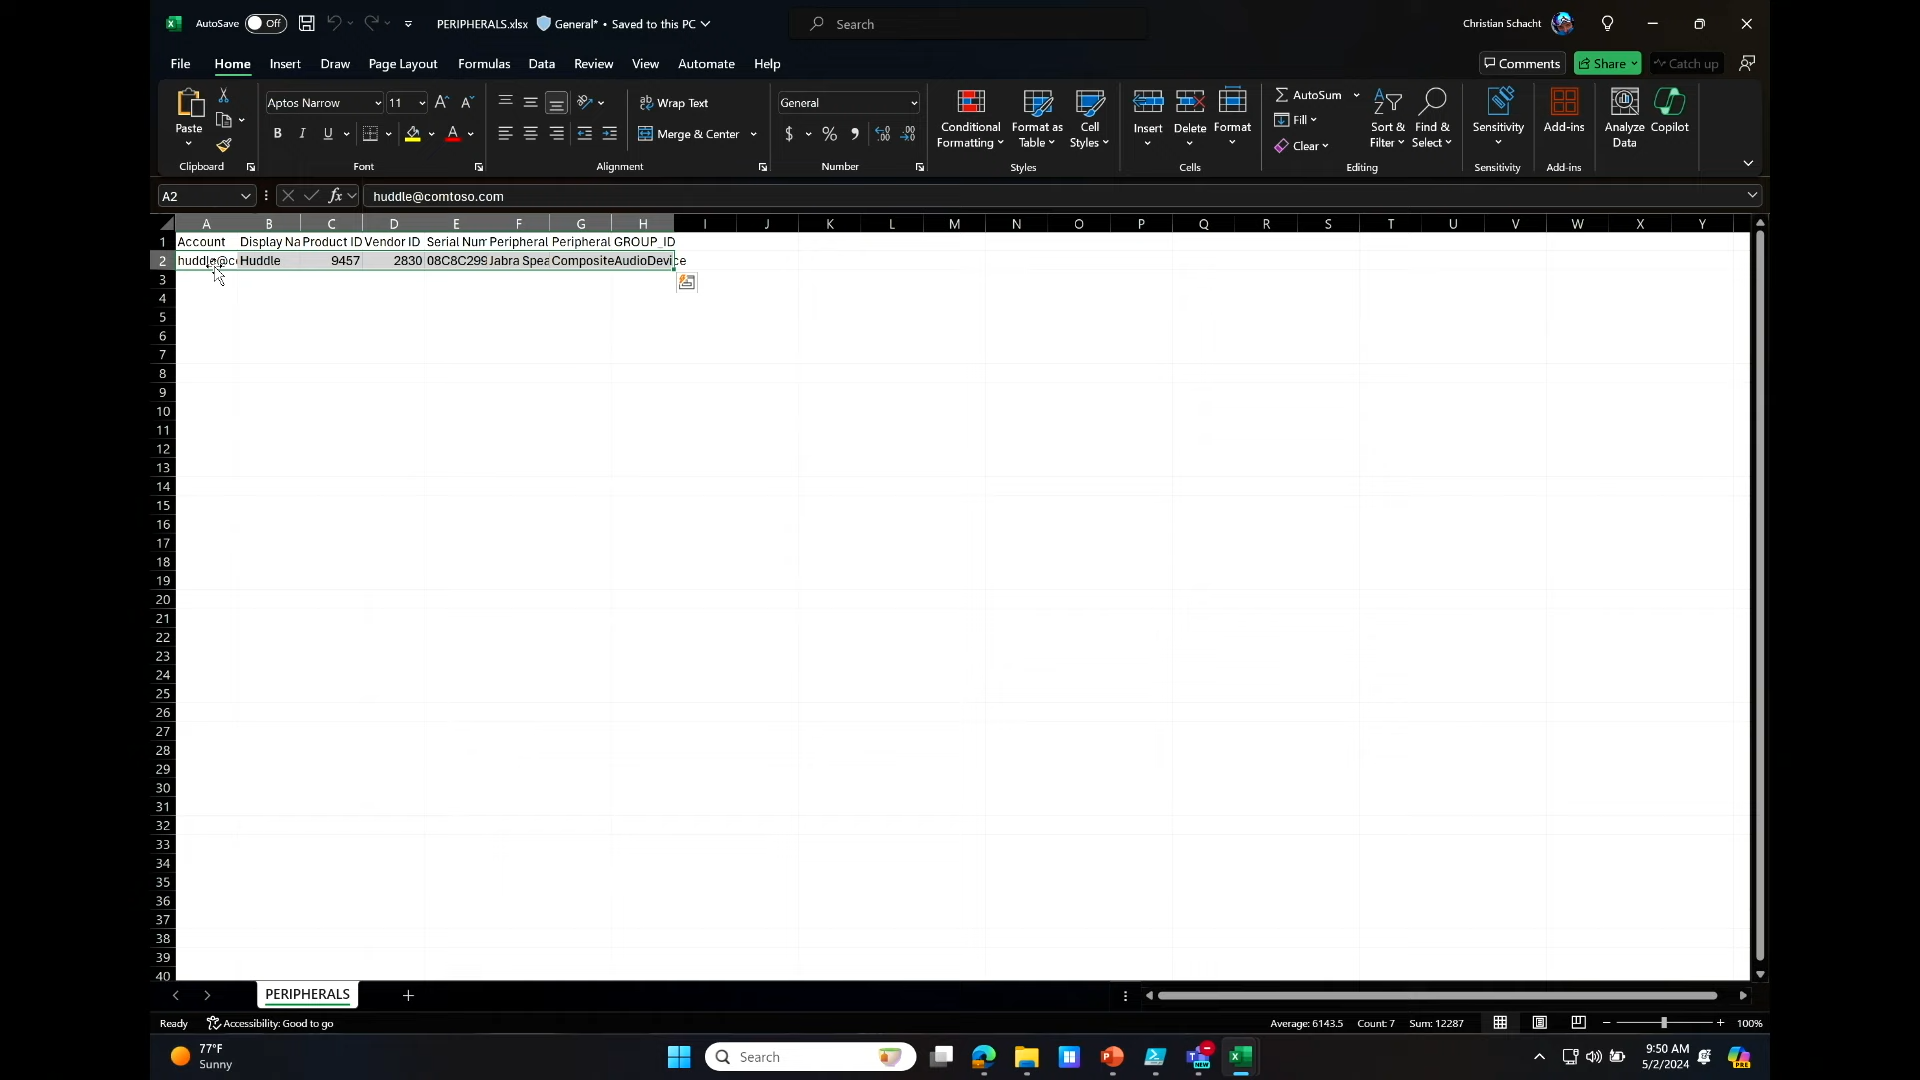 AutoSave Off PERIPHERALS.xlsx General* • Saved to this PC Search Christian Schacht
File Home Insert Draw Page Layout Formulas Data Review View Automate Help Comments Share Catch up
Paste Aptos Narrow 11 Wrap Text General Conditional Formatting Format as Table Cell Styles Insert Delete Format AutoSum Sort & Filter Find & Select Sensitivity Add-ins Analyze Data Copilot
B I U A Merge & Center $ % Fill
Clear
Clipboard Font Alignment Number Styles Cells Editing Sensitivity Add-ins
A2 fx huddle@comtoso.com
A B C D E F G H I J K L M N O P Q R S T U V W X Y
1 Account Display Na Product ID Vendor ID Serial Num Peripheral Peripheral GROUP_ID
2 huddle@c Huddle 9457 2830 08C8C299 Jabra Spea CompositeAudioDevice
3
4
5
6
7
8
9
10
11
12
13
14
15
16
17
18
19
20
21
22
23
24
25
26
27
28
29
30
31
32
33
34
35
36
37
38
39
40
PERIPHERALS
Ready Accessibility: Good to go Average: 6143.5 Count: 7 Sum: 12287 100%
77°F
Sunny
Search
NEW
9:50 AM
5/2/2024
PRE